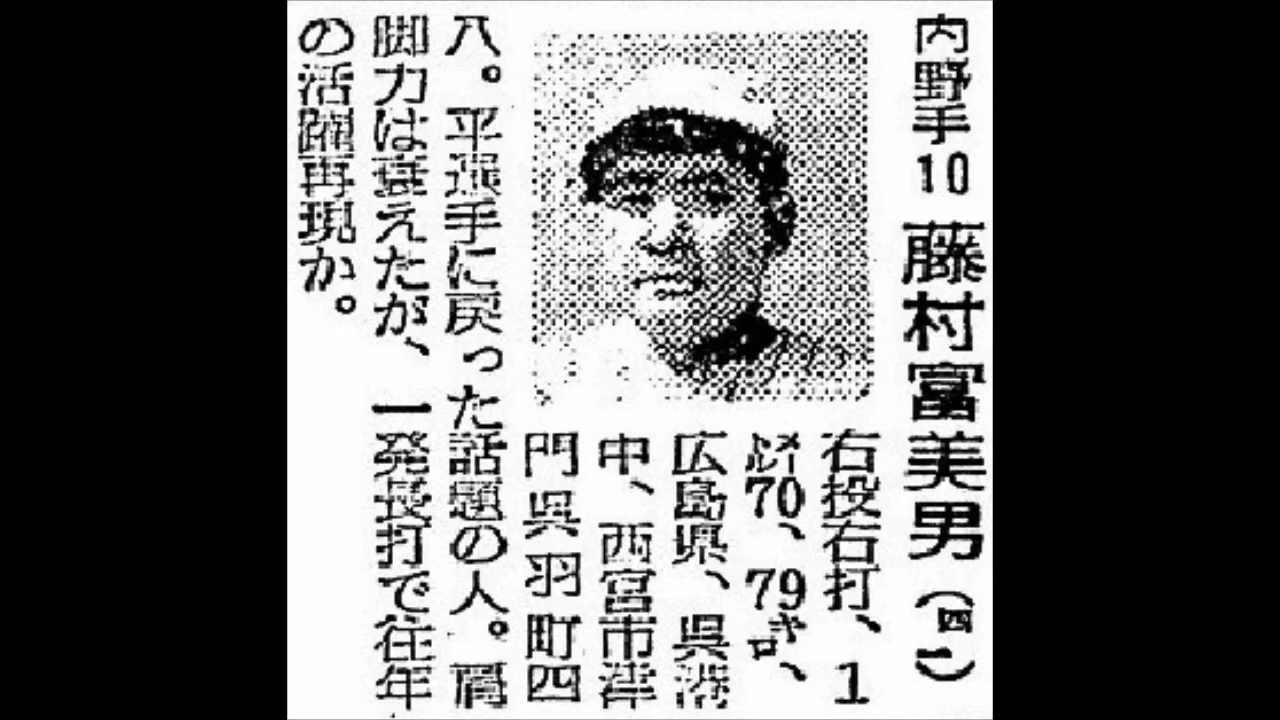 内野手10 藤村富美男(四一)
右投右打、1
メートル70、79キロ、
広島県、呉港
中、西宮市津
門呉羽町四
八。平選手に戻った話題の人。肩
脚力は衰えたが、一発長打で往年
の活躍再現か。